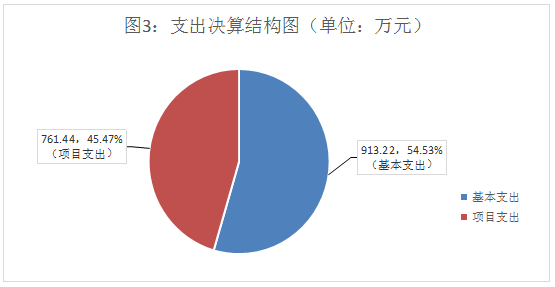 图3：支出决算结构图（单位：万元）
761.44，45.47%
（项目支出）
913.22，54.53%
（基本支出）
基本支出
项目支出